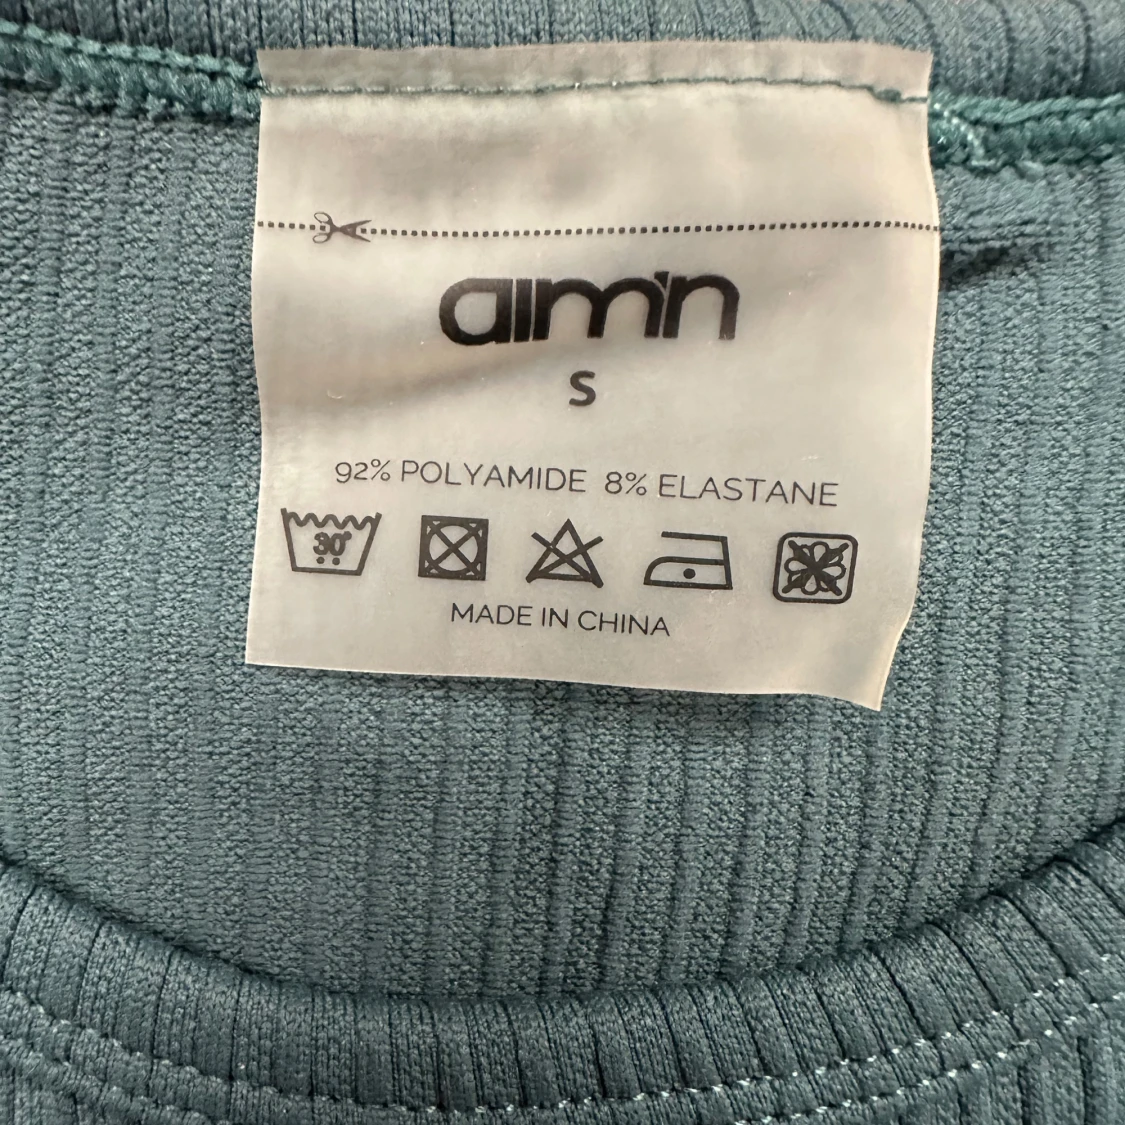 aim'n
S
92% POLYAMIDE 8% ELASTANE
30°
MADE IN CHINA